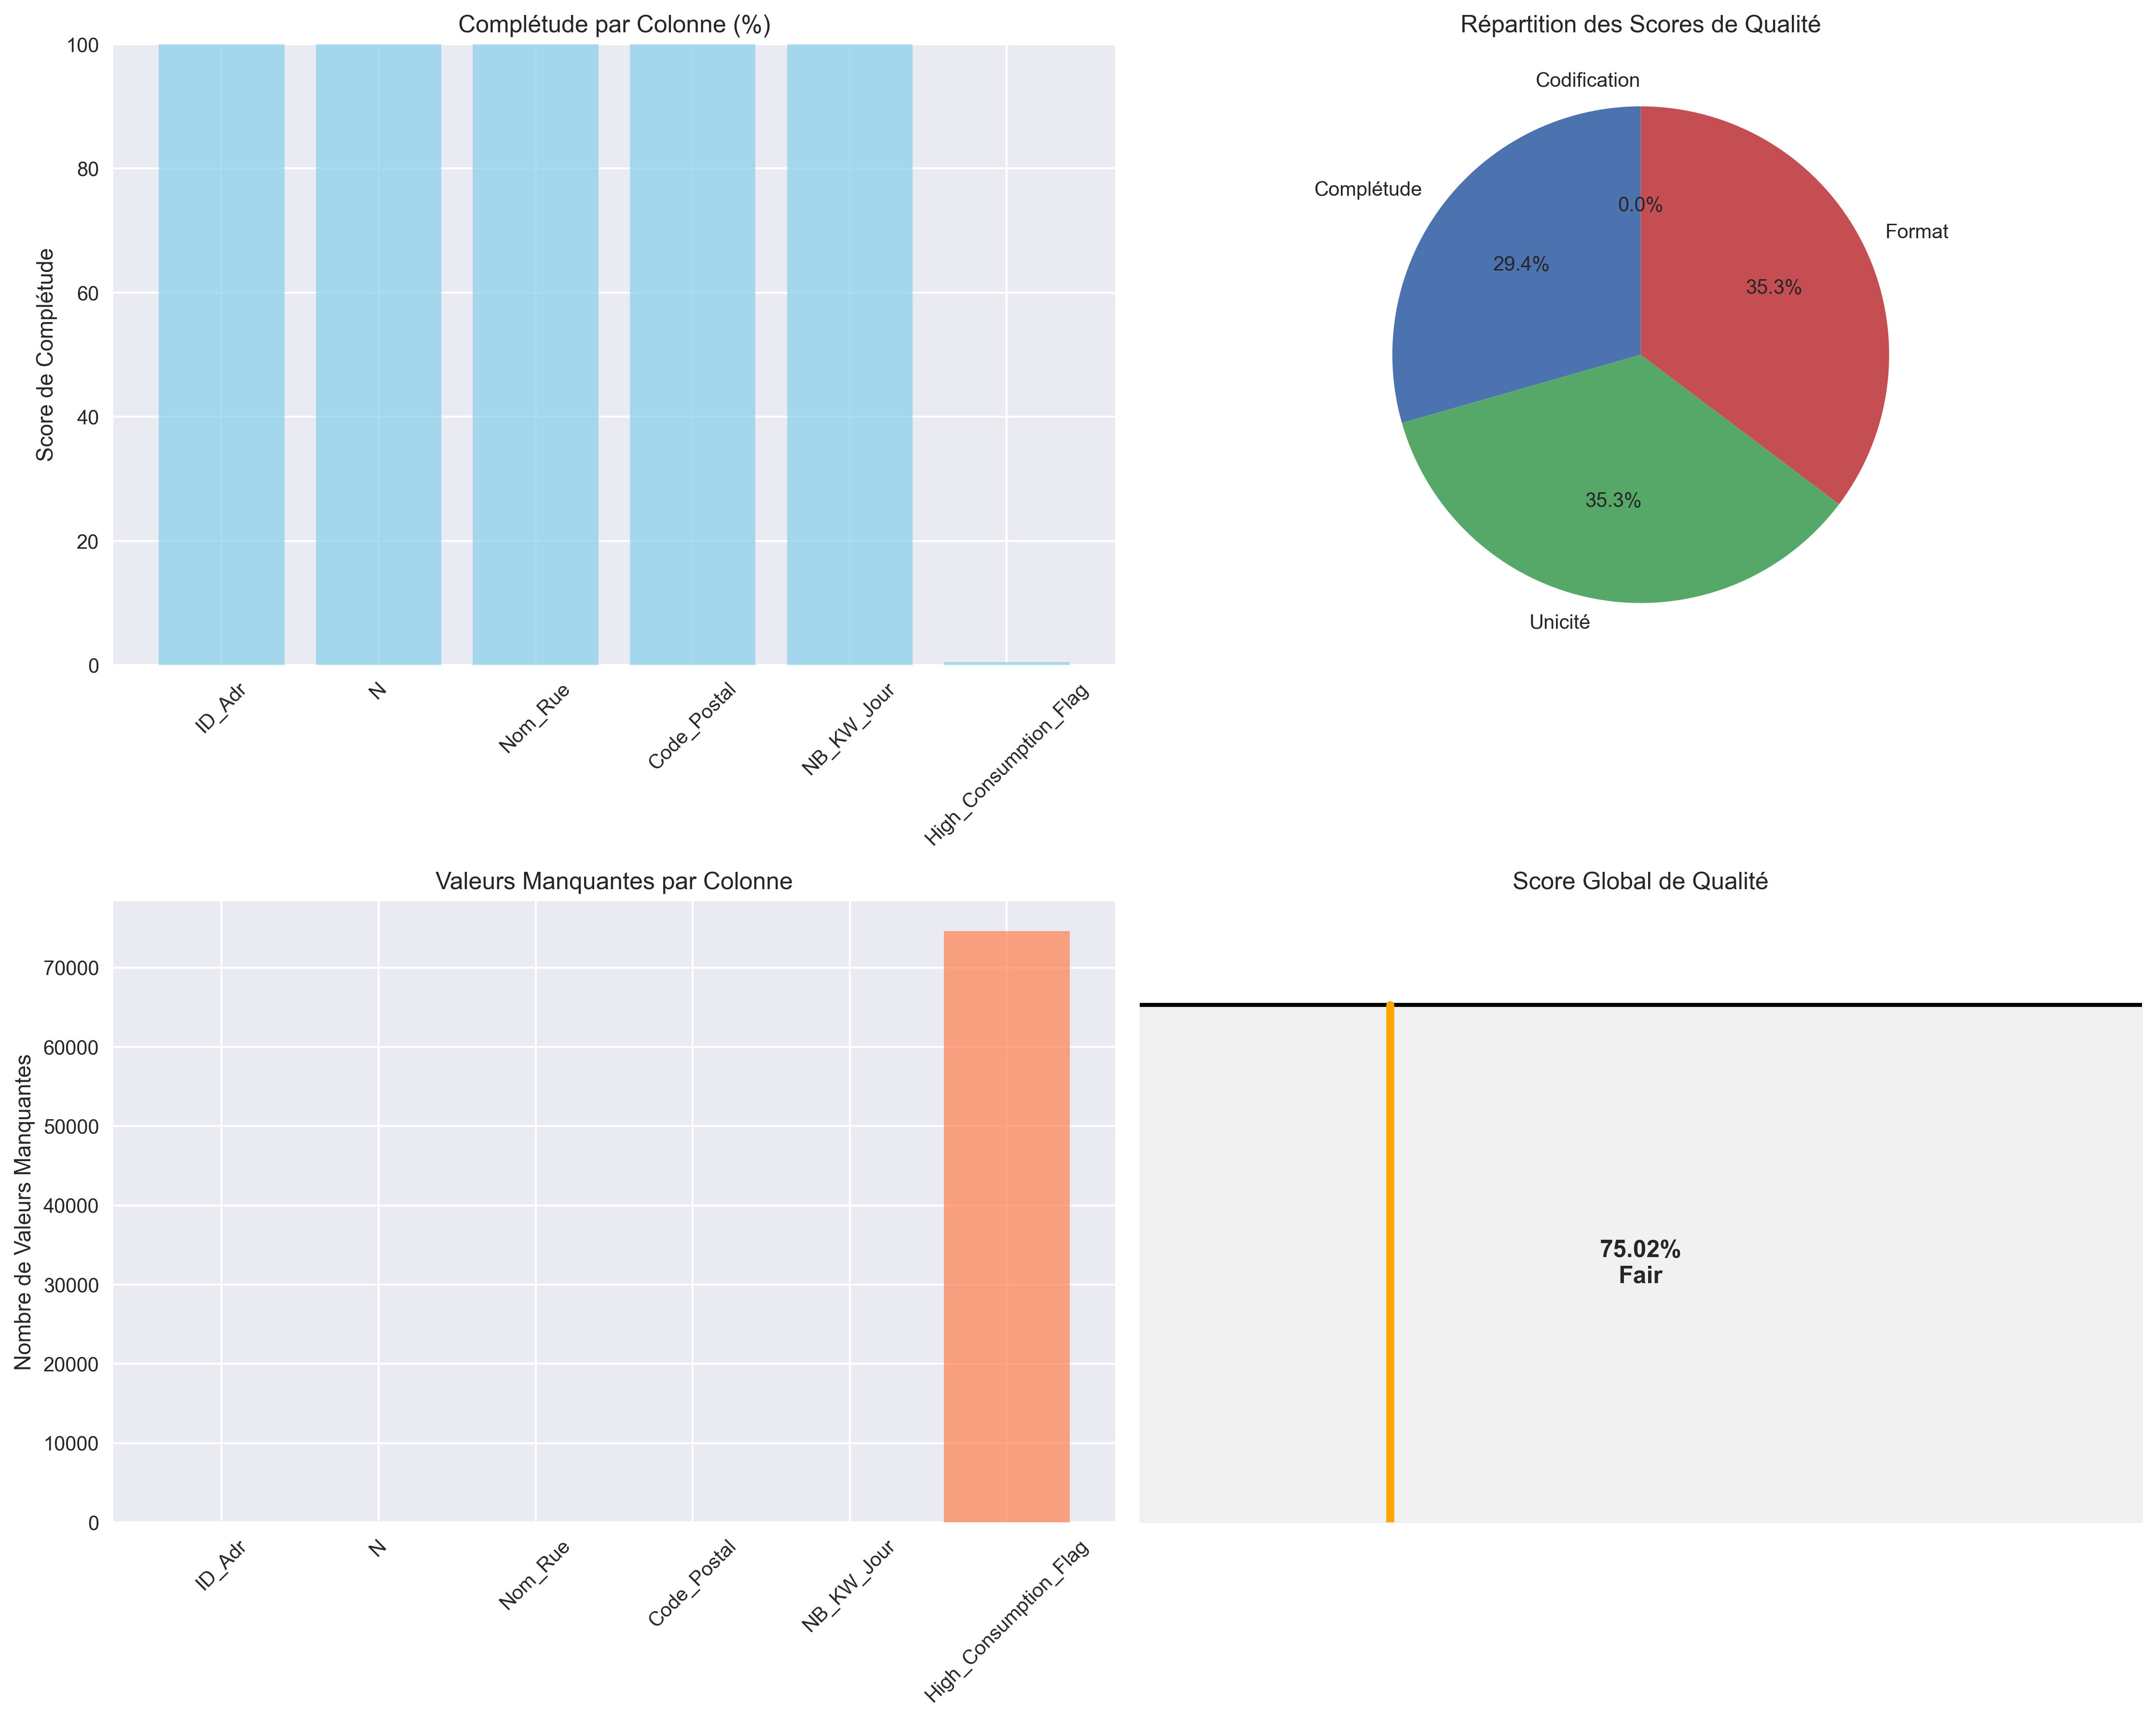 Complétude par Colonne (%)
Score de Complétude
100
80
60
40
20
0
ID_Adr
N
Nom_Rue
Code_Postal
NB_KW_Jour
High_Consumption_Flag
Répartition des Scores de Qualité
Codification
Complétude
0.0%
Format
29.4%
35.3%
35.3%
Unicité
Valeurs Manquantes par Colonne
Nombre de Valeurs Manquantes
70000
60000
50000
40000
30000
20000
10000
0
ID_Adr
N
Nom_Rue
Code_Postal
NB_KW_Jour
High_Consumption_Flag
Score Global de Qualité
75.02%
Fair